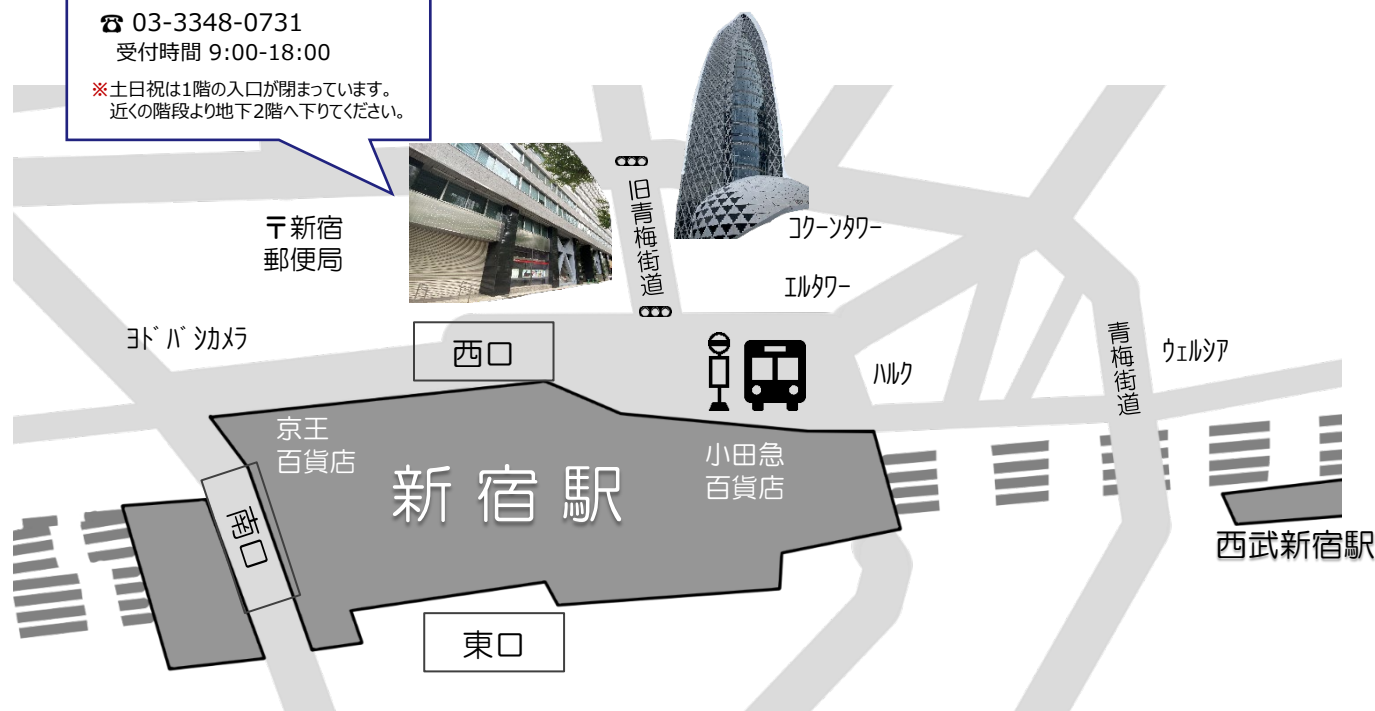 ☎ 03-3348-0731
受付時間 9:00-18:00
※土日祝は1階の入口が閉まっています。
近くの階段より地下2階へ下りてください。
〒新宿
郵便局
旧青梅街道
コクーンタワー
エルタワー
ヨドバシカメラ
西口
ハルク
青梅街道
ウェルシア
京王
百貨店
新宿駅
小田急
百貨店
南口
西武新宿駅
東口